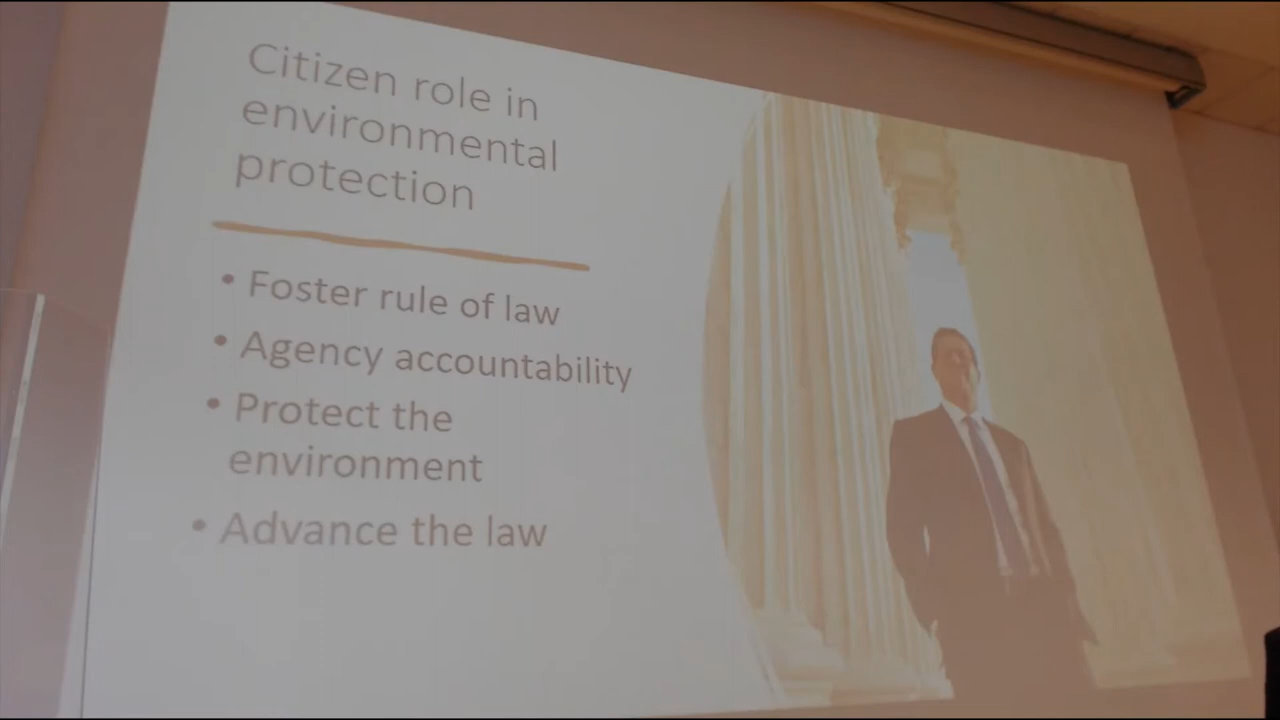 Citizen role in
environmental
protection
• Foster rule of law
• Agency accountability
• Protect the
environment
• Advance the law